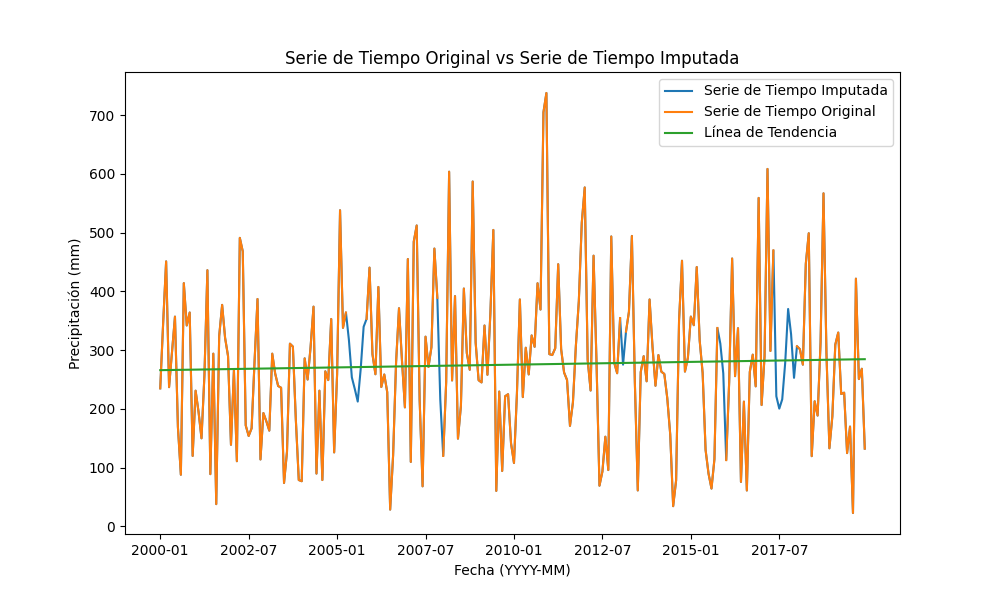 Serie de Tiempo Original vs Serie de Tiempo Imputada
Serie de Tiempo Imputada
Serie de Tiempo Original
Línea de Tendencia
Precipitación (mm)
700
600
500
400
300
200
100
0
2000-01 2002-07 2005-01 2007-07 2010-01 2012-07 2015-01 2017-07
Fecha (YYYY-MM)